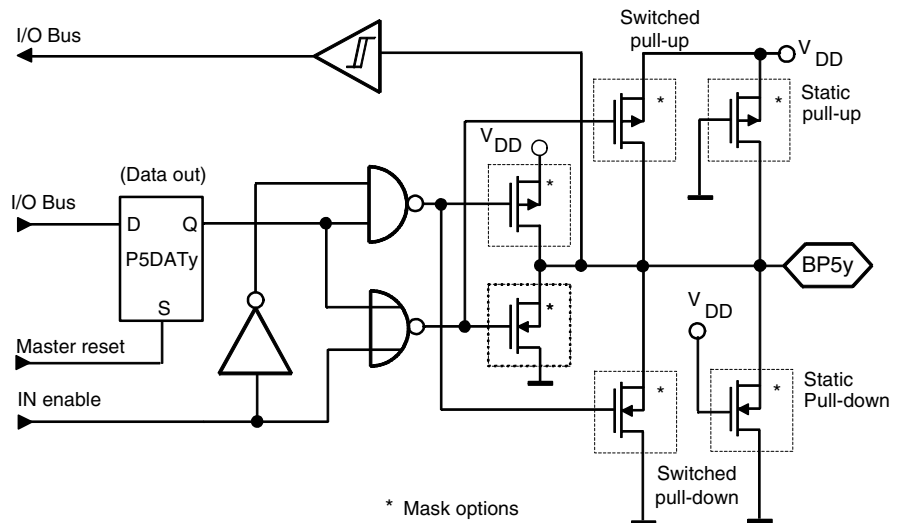 I/O Bus
Switched
pull-up
V DD
*
*
Static
pull-up
V DD
*
(Data out)
I/O Bus
D Q
P5DATy
S
BP5y
*
V DD
Master reset
IN enable
*
*
Static
Pull-down
Switched
pull-down
* Mask options